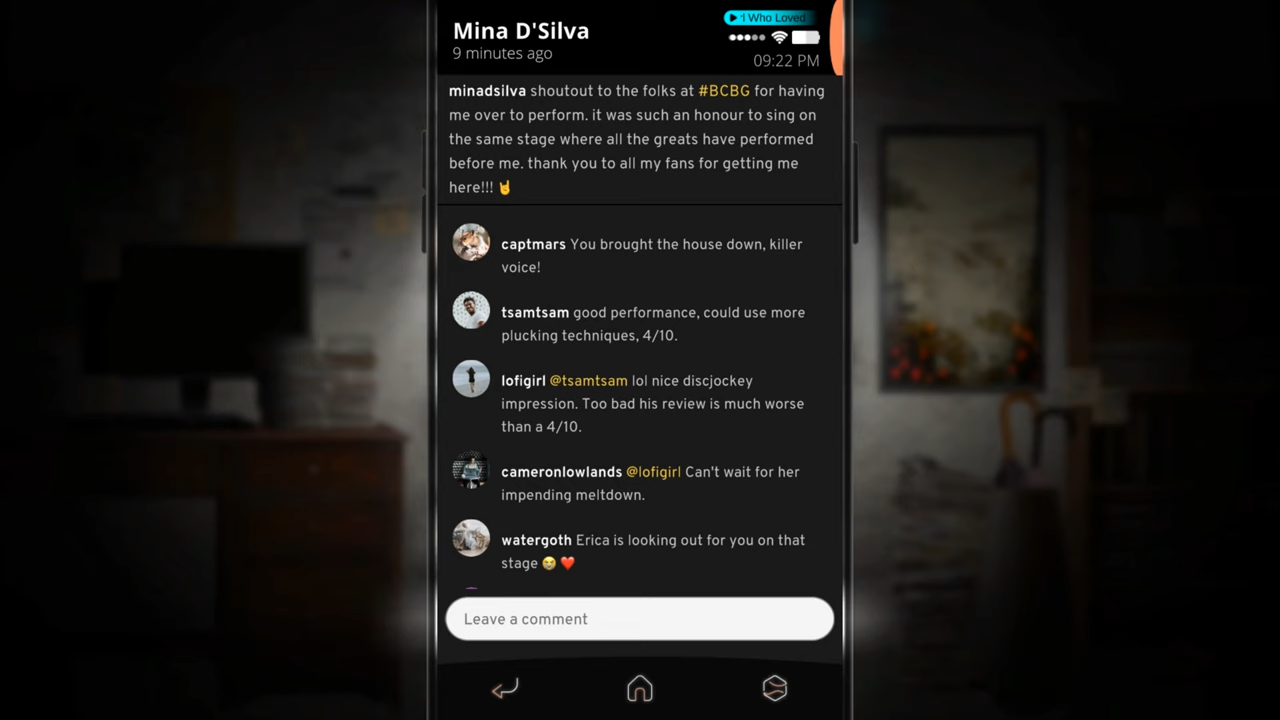 Mina D'Silva
9 minutes ago
Who Loved
09:22 PM
minadsilva shoutout to the folks at #BCBG for having
me over to perform. it was such an honour to sing on
the same stage where all the greats have performed
before me. thank you to all my fans for getting me
here!!! 🤘
captmars You brought the house down, killer
voice!
tsamtsam good performance, could use more
plucking techniques, 4/10.
lofigirl @tsamtsam lol nice discjockey
impression. Too bad his review is much worse
than a 4/10.
cameronlowlands @lofigirl Can't wait for her
impending meltdown.
watergoth Erica is looking out for you on that
stage 😭 ❤️
Leave a comment